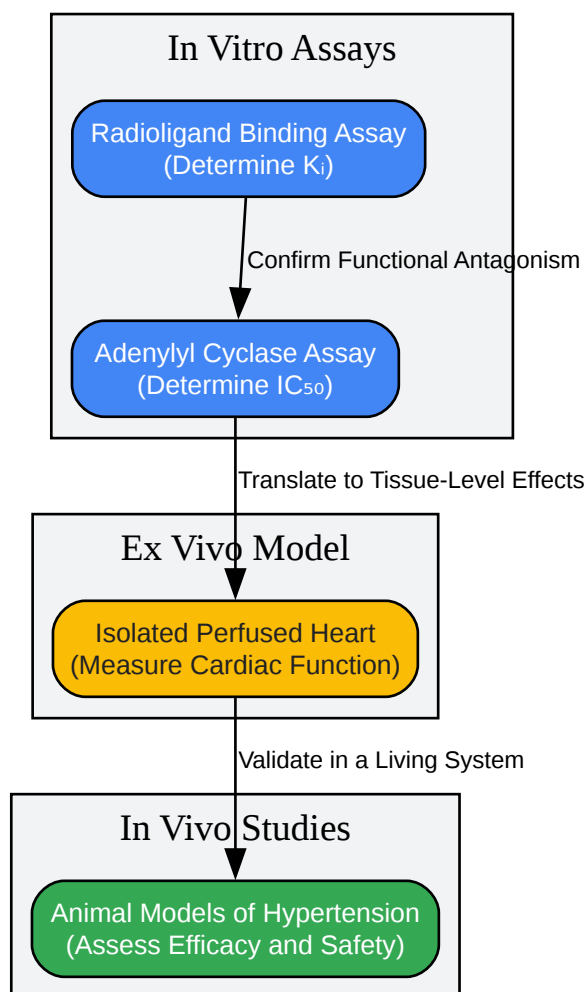 In Vitro Assays
Radioligand Binding Assay
(Determine Kᵢ)
Confirm Functional Antagonism
Adenylyl Cyclase Assay
(Determine IC₅₀)
Translate to Tissue-Level Effects
Ex Vivo Model
Isolated Perfused Heart
(Measure Cardiac Function)
Validate in a Living System
In Vivo Studies
Animal Models of Hypertension
(Assess Efficacy and Safety)